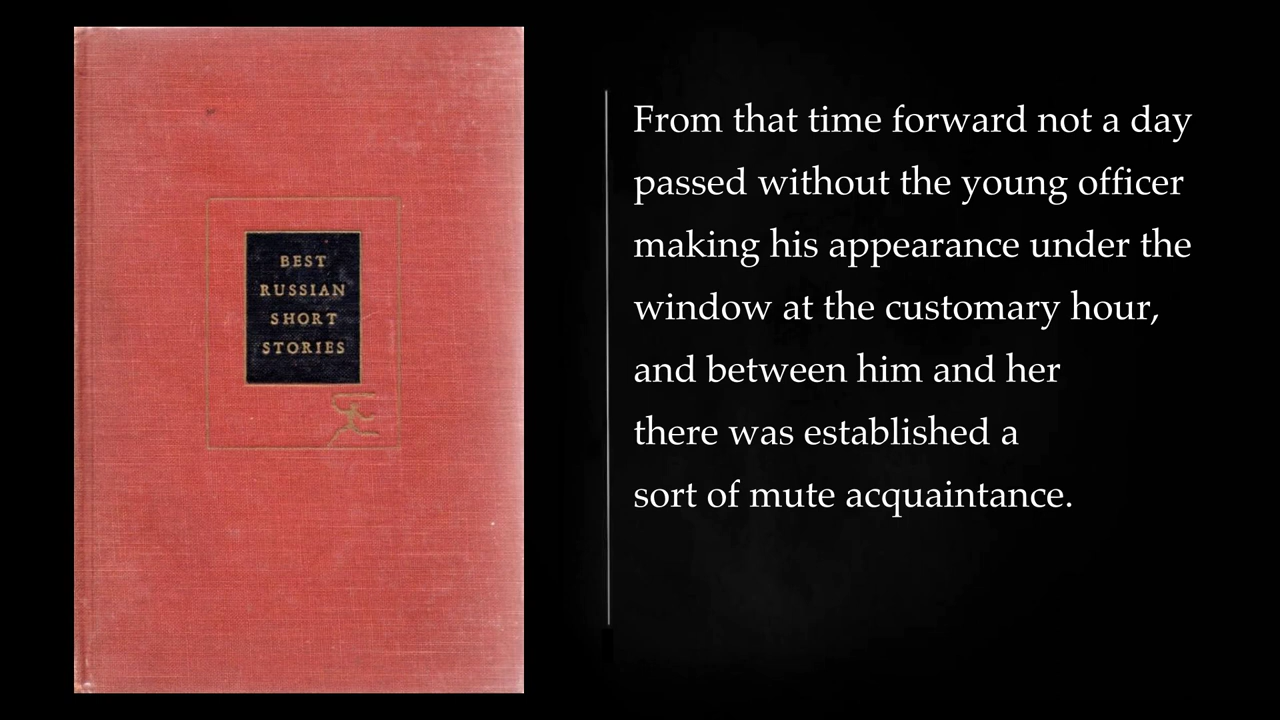 BEST
RUSSIAN
SHORT
STORIES
From that time forward not a day
passed without the young officer
making his appearance under the
window at the customary hour,
and between him and her
there was established a
sort of mute acquaintance.